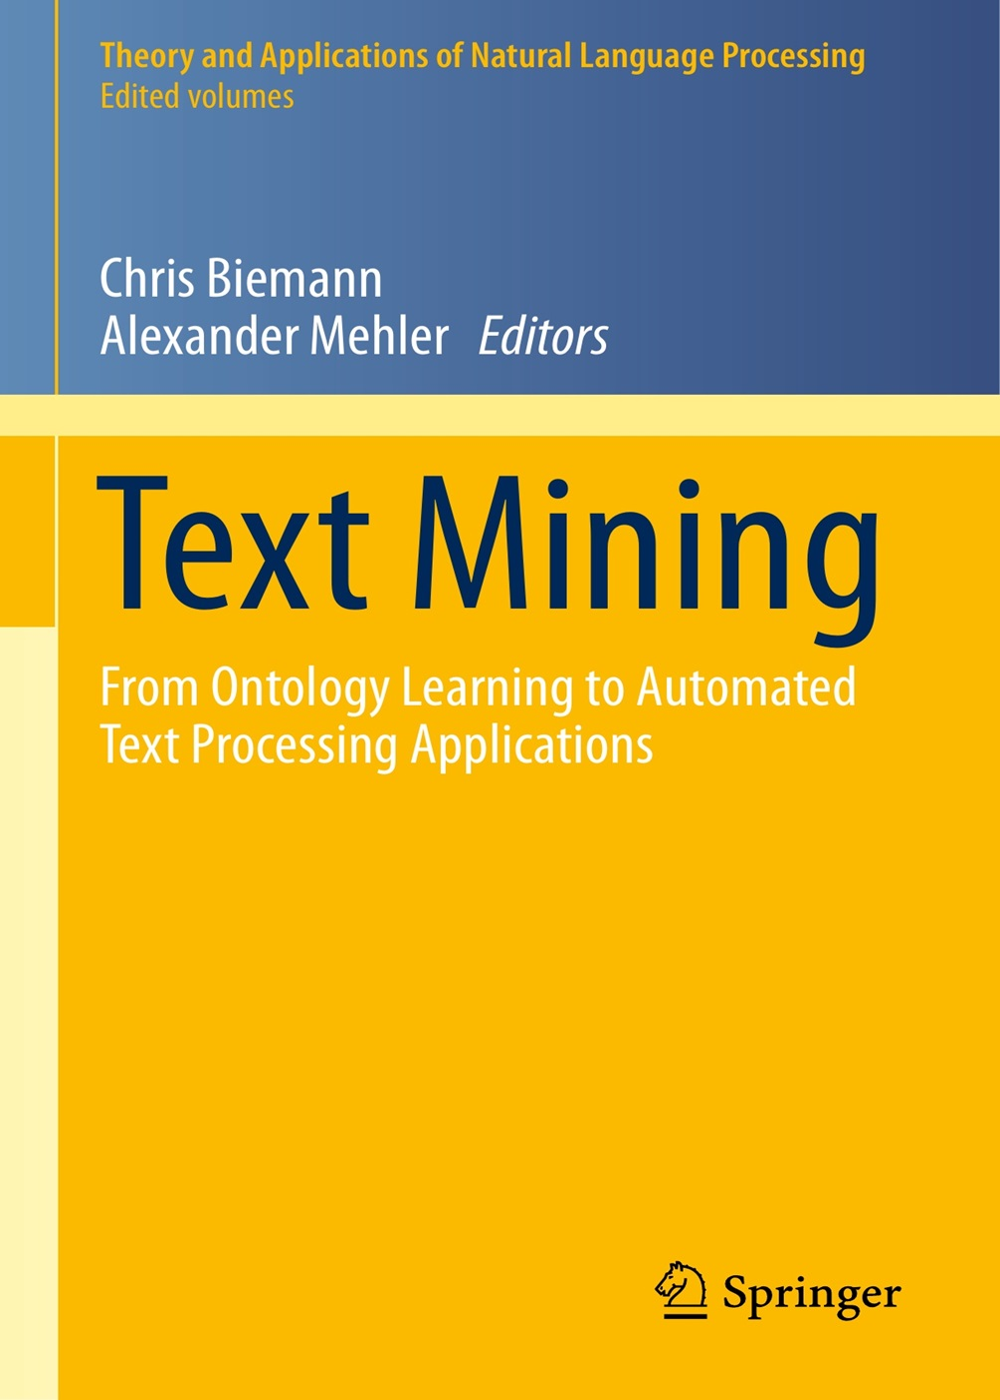 Theory and Applications of Natural Language Processing
Edited volumes
Chris Biemann
Alexander Mehler Editors
Text Mining
From Ontology Learning to Automated
Text Processing Applications
Springer